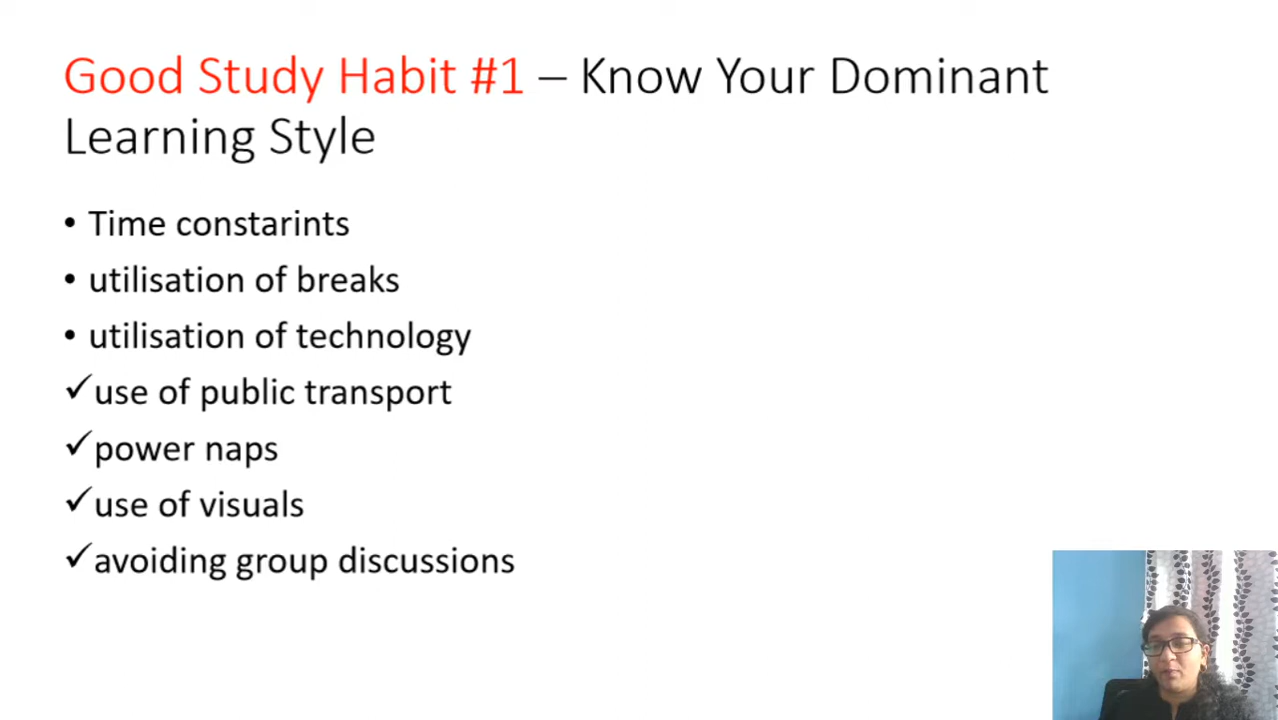 Good Study Habit #1 – Know Your Dominant
Learning Style
• Time constarints
• utilisation of breaks
• utilisation of technology
✓use of public transport
✓power naps
✓use of visuals
✓avoiding group discussions